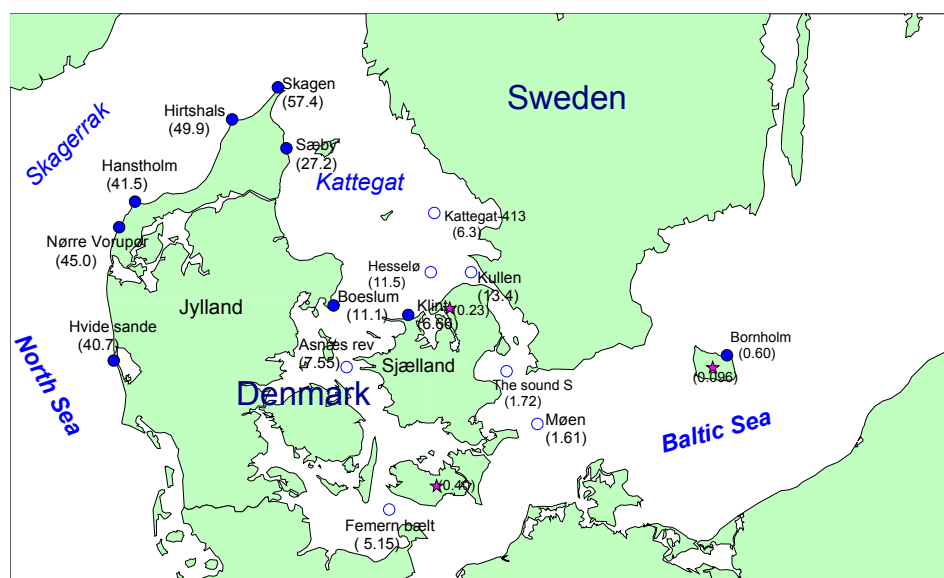 Skagen
(57.4)
Hirtshals
(49.9)
Sweden
Skagerrak
Sæby
(27.2)
Hanstholm
(41.5)
Kattegat
Kattegat-413
(6.3)
Nørre Vorupør
(45.0)
Hesselø
(11.5)
Kullen
(13.4)
Jylland
Boeslum
(11.1)
Klint
(6.60)
(0.23)
Hvide sande
(40.7)
North Sea
Asnæs rev
(7.55)
Sjælland
Bornholm
(0.60)
(0.096)
Denmark
The sound S
(1.72)
Møen
(1.61)
Baltic Sea
(0.40)
Femern bælt
( 5.15)